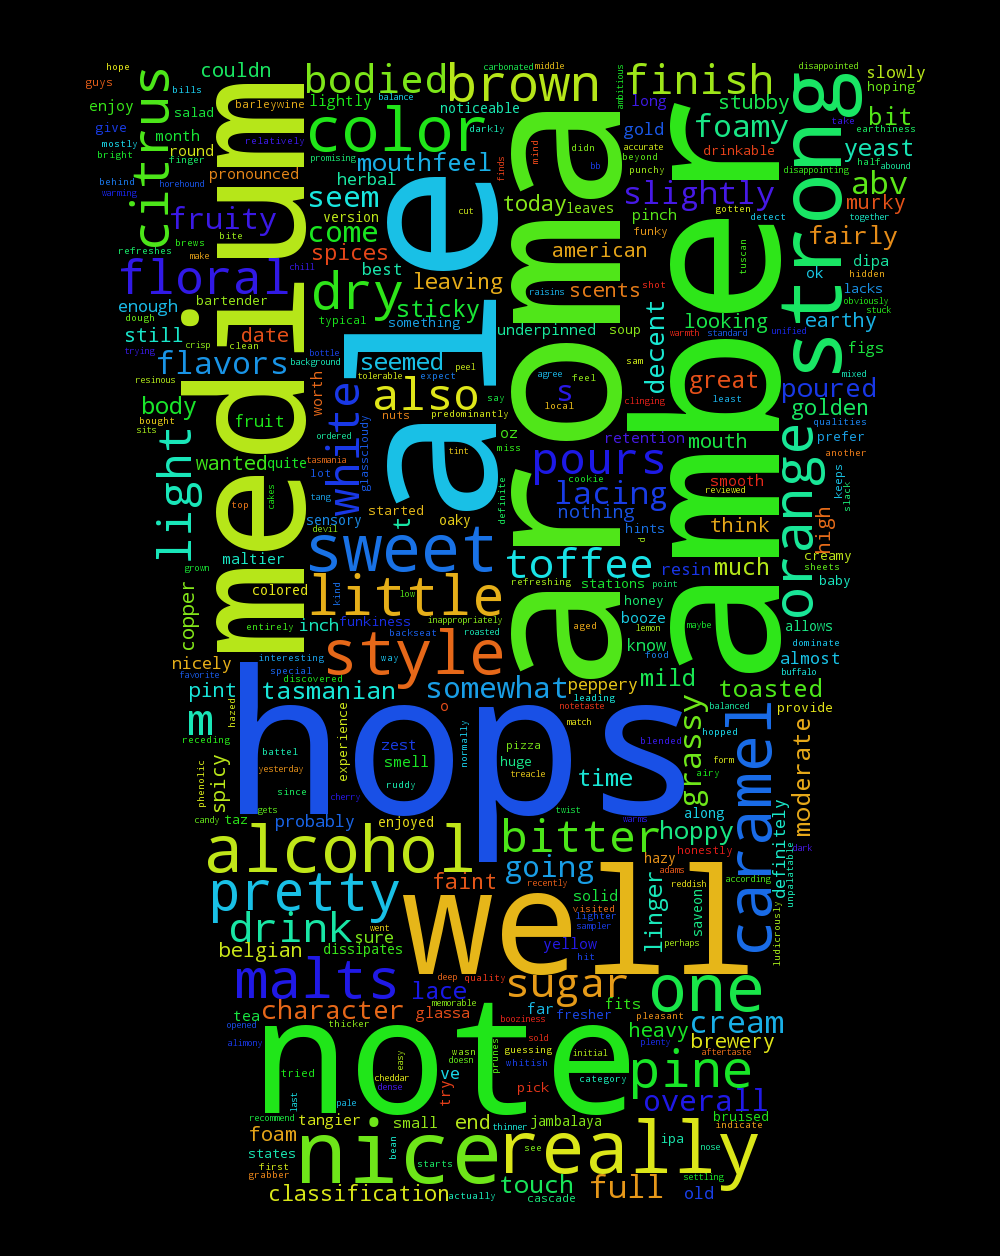 hope
carbonated
middle
disappointed
guys
couldn
bodied
brown
finish
slowly
bills
balance
ambitious
hoping
enjoy
salad
barleywine
lightly
noticeable
long
stubby
bit
give
month
relatively
color
darkly
gold
foamy
strong
take
earthiness
mostly
citrus
round
medium
promising
mouthfeel
finds
mind
didn
accurate
beyond
drinkable
yeast
bright
finger
pronounced
herbal
ale
aroma
bb
punchy
amber
disappointing
half
abound
behind
horehound
warming
seem
slightly
abv
fruity
version
cut
today
leaves
pinch
gotten
detect
murky
together
refreshes
brews
bite
come
spices
american
funky
tuscan
fairly
make
best
ok
dipa
hidden
floral
chill
leaving
raisins
scents
shot
lacks
enough
bartender
dry
something
sticky
underpinned
soup
looking
obviously
stuck
dough
typical
warmth
standard
unified
earthy
still
crisp
clean
date
bottle
background
seemed
peel
agree
feel
sam
decent
figs
trying
flavors
tolerable
expect
great
mixed
resinous
worth
white
also
say
s
local
clinging
least
poured
body
bought
sits
fruit
nuts
predominantly
oz
retention
mouth
golden
qualities
ordered
glasscloudy
tint
miss
prefer
light
wanted
quite
tasmania
lot
pours
orange
another
top
cakes
tang
cookie
smooth
keeps
slack
sensory
started
oaky
definite
lacing
reviewed
devil
t
nothing
hints
d
think
high
maltier
sweet
toffee
creamy
grown
colored
kind
low
little
refreshing
stations
point
resin
much
sheets
baby
copper
entirely
inch
funkiness
inappropriately
honey
booze
lemon
maybe
allows
backseat
roasted
aged
know
dominate
nicely
interesting
style
way
food
almost
favorite
special
discovered
somewhat
peppery
mild
buffalo
pint
tasmanian
leading
toasted
m
hazed
o
notetaste
match
grassy
balanced
provide
receding
battel
experience
hops
zest
normally
pizza
blended
hopped
caramel
moderate
phenolic
spicy
yesterday
smell
huge
treacle
time
form
airy
since
ruddy
candy
taz
gets
cherry
twist
along
probably
enjoyed
bitter
warms
hoppy
definitely
alcohol
going
hazy
honestly
dark
unpalatable
pretty
faint
recently
adams
reddish
according
solid
linger
saveon
drink
went
well
visited
lighter
sampler
perhaps
ludicrously
belgian
sure
dissipates
yellow
hit
malts
deep
quality
sugar
one
lace
memorable
character
glassa
far
fresher
fits
pleasant
cream
tea
thicker
booziness
sold
heavy
opened
note
wasn
doesn
guessing
initial
plenty
brewery
alimony
easy
prunes
whitish
aftertaste
tried
cheddar
dense
ve
category
pine
last
pale
try
pick
overall
recommend
tangier
small
end
thinner
jambalaya
bruised
indicate
foam
bean
nice
really
ipa
states
see
nose
first
grabber
starts
settling
classification
actually
touch
cascade
full
old